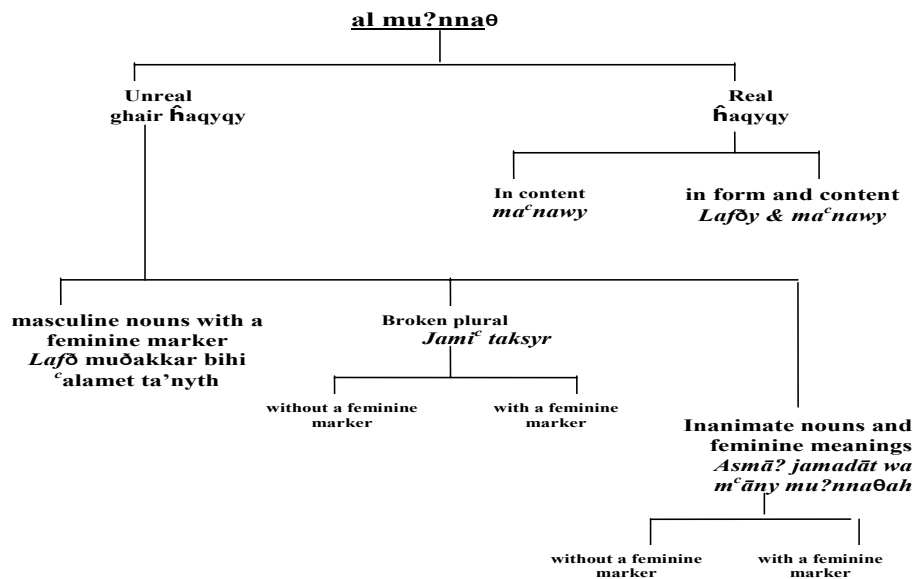 al mu?nnaɵ
Unreal
ghair ĥaqyqy
Real
ĥaqyqy
In content
maᶜnawy
in form and content
Lafðy & maᶜnawy
masculine nouns with a
feminine marker
Lafð muðakkar bihi
ᶜalamet ta’nyth
Broken plural
Jamiᶜ taksyr
without a feminine
marker
with a feminine
marker
Inanimate nouns and
feminine meanings
Asmā? jamadāt wa
mᶜāny mu?nnaɵah
without a feminine
marker
with a feminine
marker